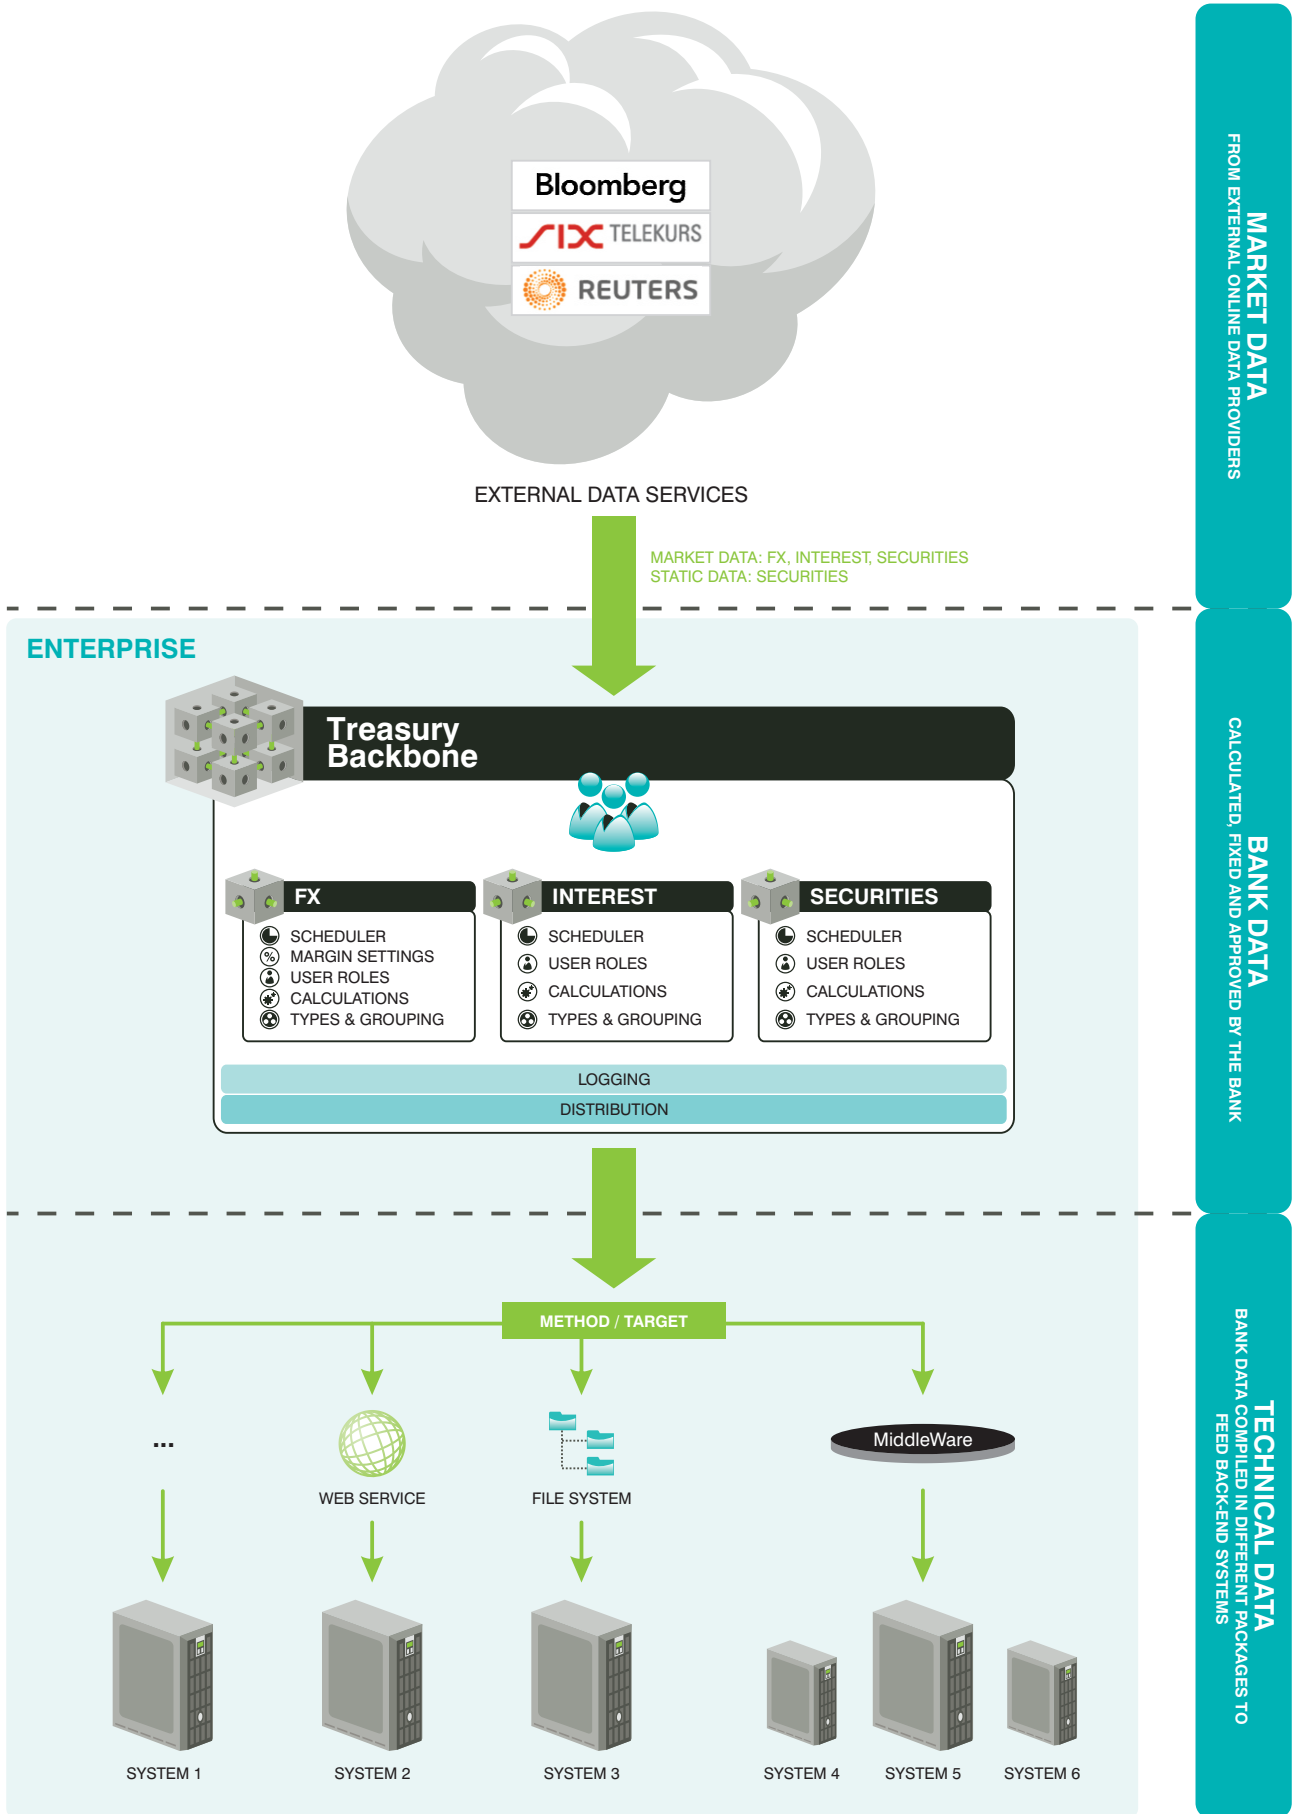 Bloomberg
SIX TELEKURS
REUTERS
EXTERNAL DATA SERVICES
MARKET DATA: FX, INTEREST, SECURITIES
STATIC DATA: SECURITIES
MARKET DATA
FROM EXTERNAL ONLINE DATA PROVIDERS
ENTERPRISE
Treasury
Backbone
FX
SCHEDULER
%
MARGIN SETTINGS
USER ROLES
CALCULATIONS
TYPES & GROUPING
INTEREST
SCHEDULER
USER ROLES
CALCULATIONS
TYPES & GROUPING
SECURITIES
SCHEDULER
USER ROLES
CALCULATIONS
TYPES & GROUPING
LOGGING
DISTRIBUTION
BANK DATA
CALCULATED, FIXED AND APPROVED BY THE BANK
METHOD / TARGET
...
WEB SERVICE
FILE SYSTEM
MiddleWare
SYSTEM 1
SYSTEM 2
SYSTEM 3
SYSTEM 4
SYSTEM 5
SYSTEM 6
TECHNICAL DATA
BANK DATA COMPILED IN DIFFERENT PACKAGES TO
FEED BACK-END SYSTEMS